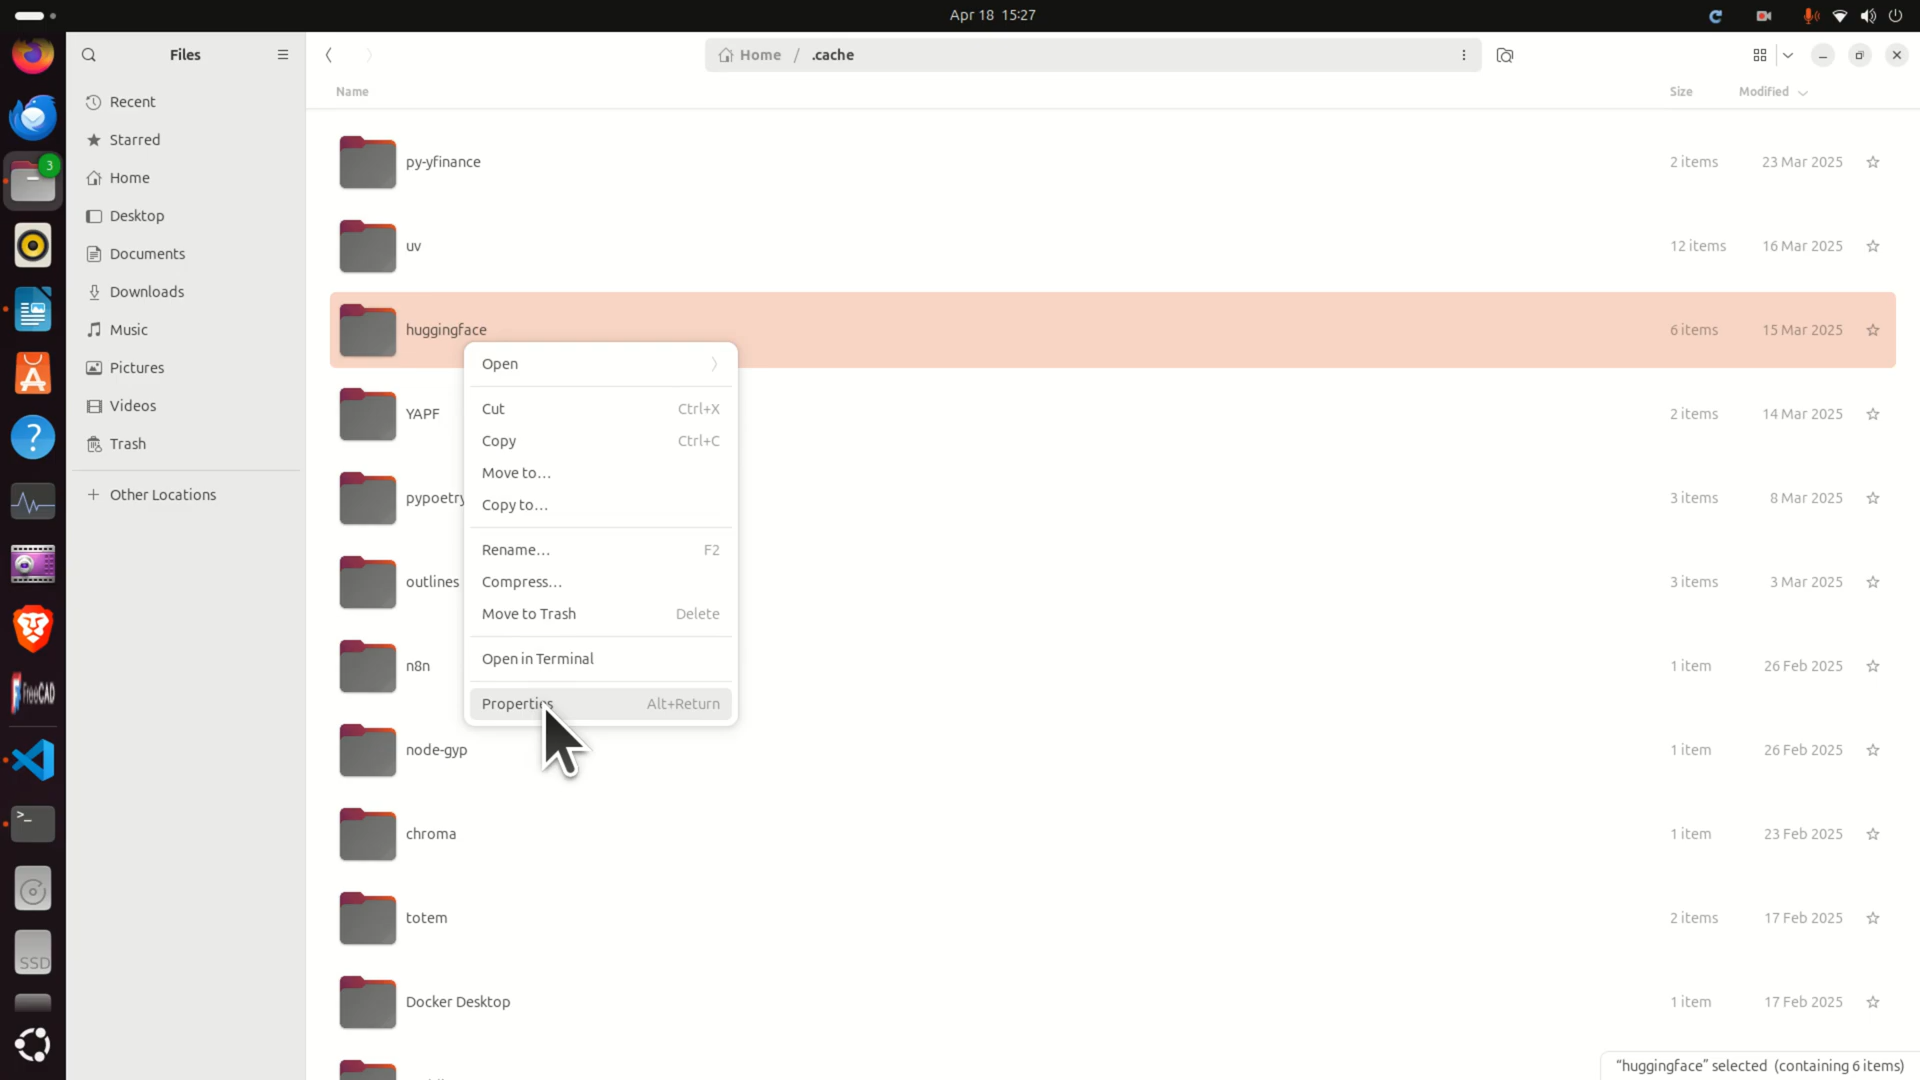 Apr 18 15:27
Files
Home / .cache
Name Size Modified
Recent
Starred
Home
Desktop
Documents
Downloads
Music
Pictures
Videos
Trash
Other Locations
3
FreeCAD
SSD
py-yfinance 2 items 23 Mar 2025
uv 12 items 16 Mar 2025
huggingface 6 items 15 Mar 2025
YAPF 2 items 14 Mar 2025
pypoetry 3 items 8 Mar 2025
outlines 3 items 3 Mar 2025
n8n 1 item 26 Feb 2025
node-gyp 1 item 26 Feb 2025
chroma 1 item 23 Feb 2025
totem 2 items 17 Feb 2025
Docker Desktop 1 item 17 Feb 2025
Open
Cut Ctrl+X
Copy Ctrl+C
Move to…
Copy to…
Rename… F2
Compress…
Move to Trash Delete
Open in Terminal
Properties Alt+Return
“huggingface” selected (containing 6 items)